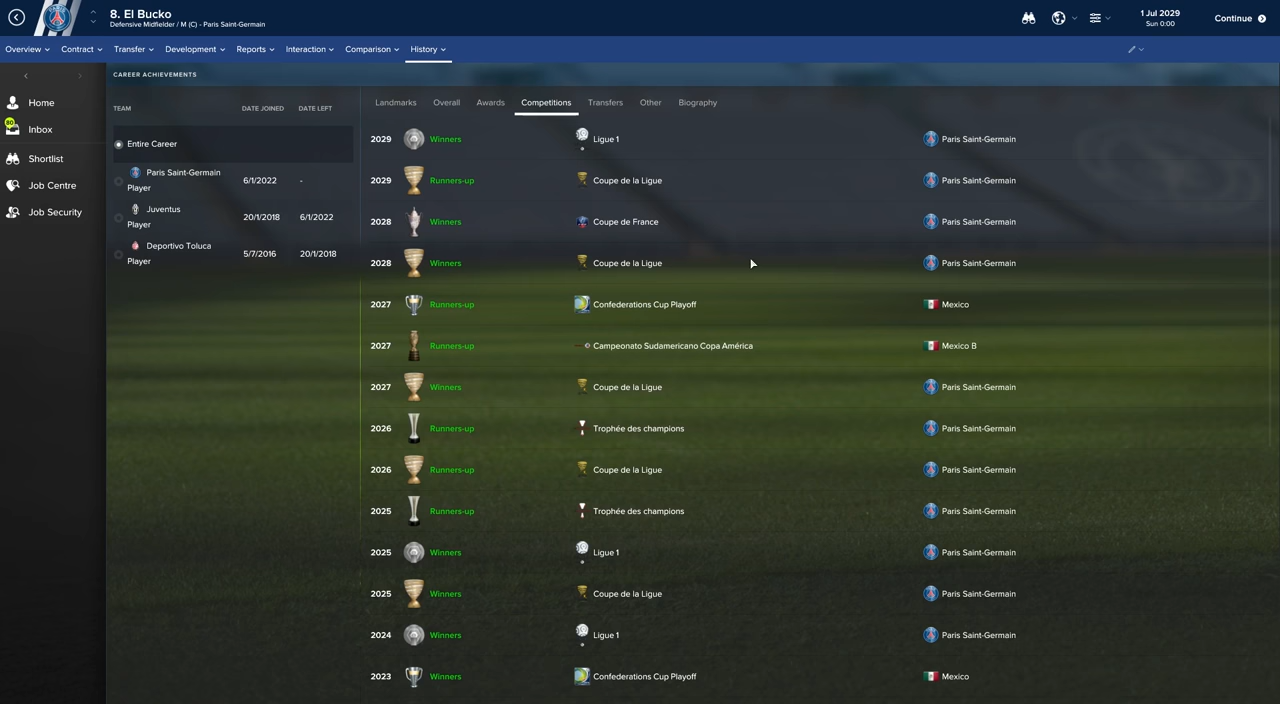 8. El Bucko
Defensive Midfielder / M (C) - Paris Saint-Germain
1 Jul 2029
Sun 0:00
Continue
Overview
Contract
Transfer
Development
Reports
Interaction
Comparison
History
Home
80
Inbox
Shortlist
Job Centre
Job Security
CAREER ACHIEVEMENTS
TEAM DATE JOINED DATE LEFT
Entire Career
Paris Saint-Germain
Player
6/1/2022 -
Juventus
Player
20/1/2018 6/1/2022
Deportivo Toluca
Player
5/7/2016 20/1/2018
Landmarks Overall Awards Competitions Transfers Other Biography
2029 Winners Ligue 1 Paris Saint-Germain
2029 Runners-up Coupe de la Ligue Paris Saint-Germain
2028 Winners Coupe de France Paris Saint-Germain
2028 Winners Coupe de la Ligue Paris Saint-Germain
2027 Runners-up Confederations Cup Playoff Mexico
2027 Runners-up Campeonato Sudamericano Copa América Mexico B
2027 Winners Coupe de la Ligue Paris Saint-Germain
2026 Runners-up Trophée des champions Paris Saint-Germain
2026 Runners-up Coupe de la Ligue Paris Saint-Germain
2025 Runners-up Trophée des champions Paris Saint-Germain
2025 Winners Ligue 1 Paris Saint-Germain
2025 Winners Coupe de la Ligue Paris Saint-Germain
2024 Winners Ligue 1 Paris Saint-Germain
2023 Winners Confederations Cup Playoff Mexico